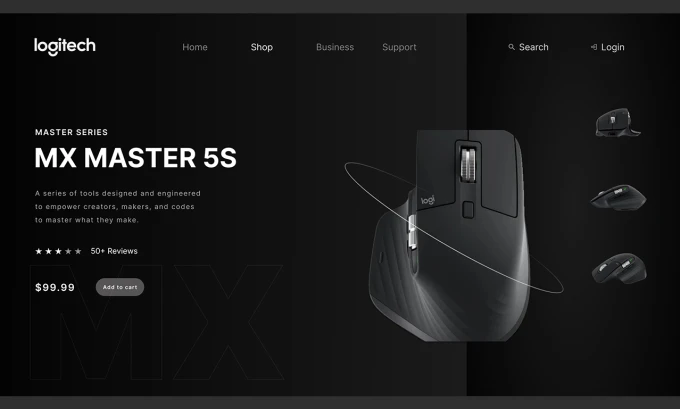 logitech
Home
Shop
Business
Support
Search
Login
MASTER SERIES
MX MASTER 5S
A series of tools designed and engineered
to empower creators, makers, and codes
to master what they make.
50+ Reviews
$99.99
Add to cart
MX
logi